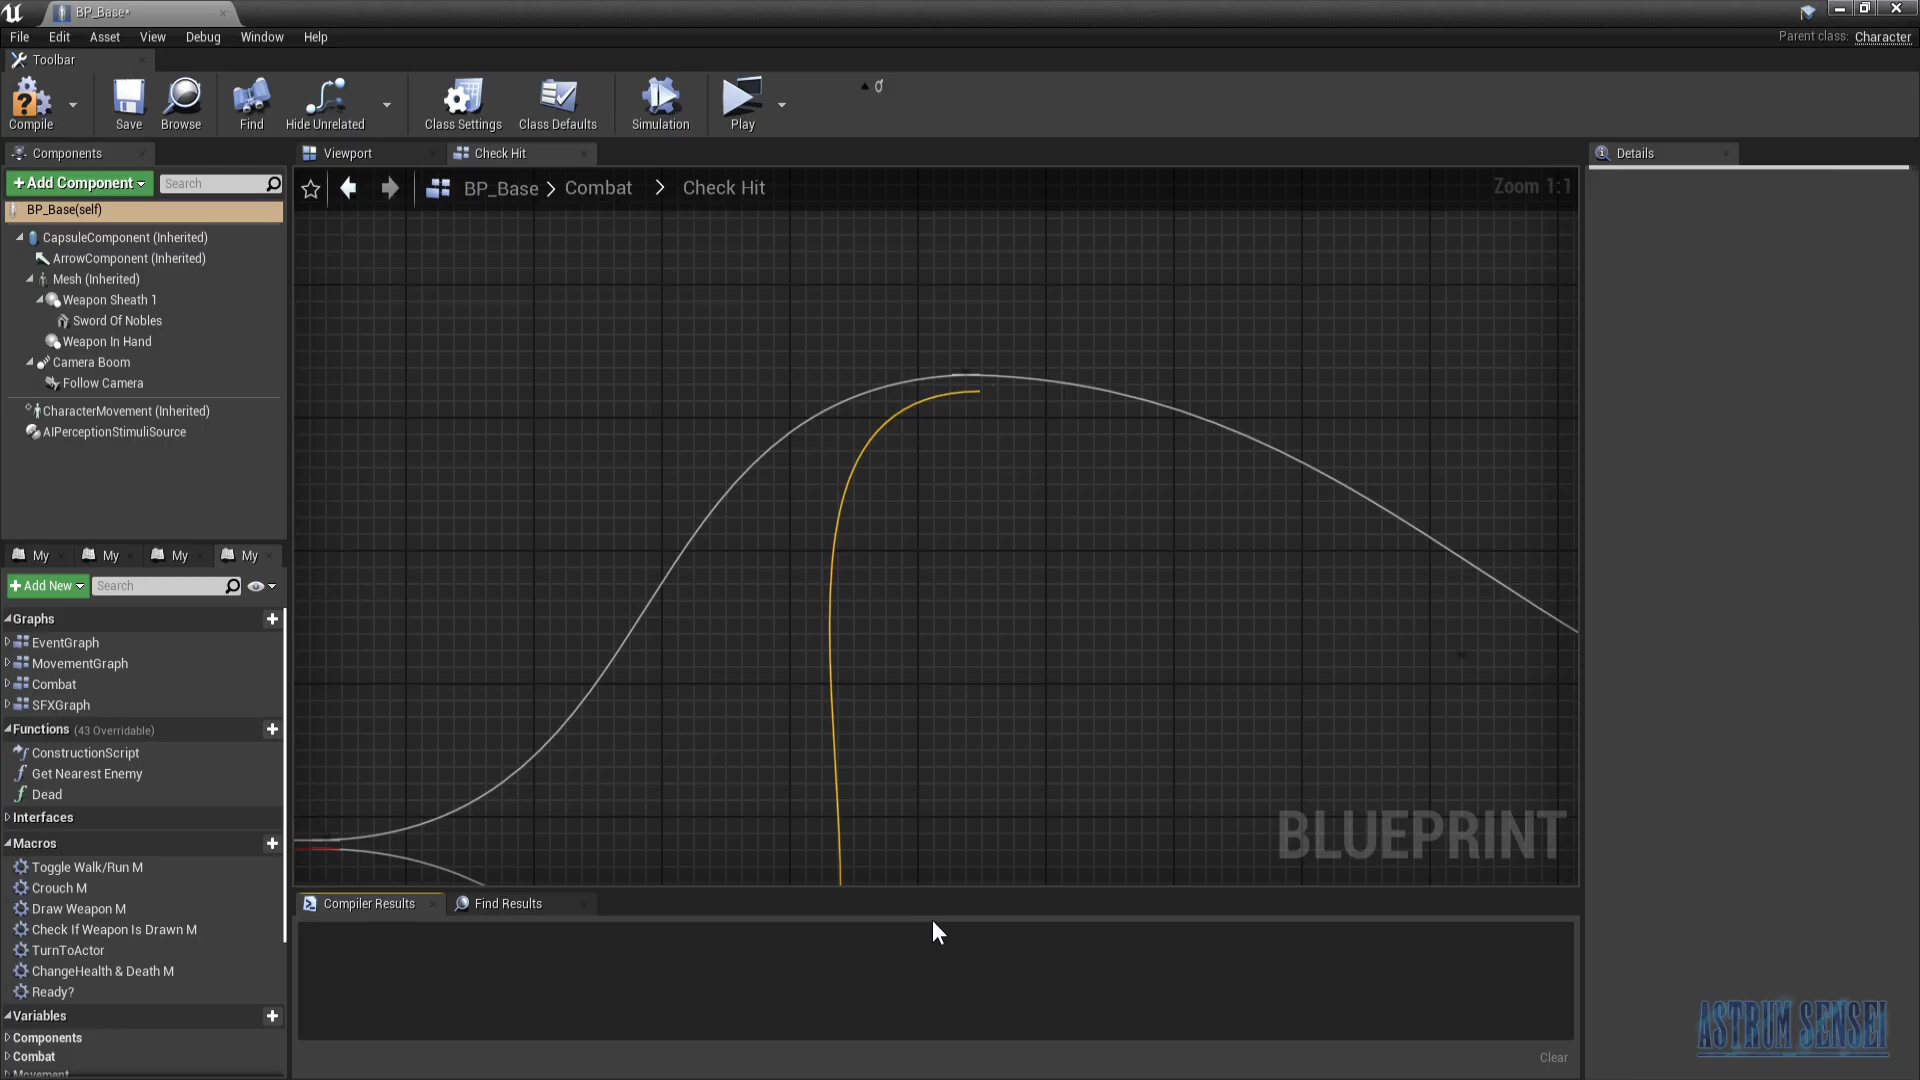 BP_Base*
File Edit Asset View Debug Window Help
Parent class: Character
Toolbar
Compile Save Browse Find Hide Unrelated Class Settings Class Defaults Simulation Play
Components
Viewport
Check Hit
Details
+Add Component
Search
BP_Base > Combat > Check Hit
Zoom 1:1
BP_Base(self)
CapsuleComponent (Inherited)
ArrowComponent (Inherited)
Mesh (Inherited)
Weapon Sheath 1
Sword Of Nobles
Weapon In Hand
Camera Boom
Follow Camera
CharacterMovement (Inherited)
AIPerceptionStimuliSource
My My My My
+Add New
Search
Graphs
EventGraph
MovementGraph
Combat
SFXGraph
Functions (43 Overridable)
ConstructionScript
Get Nearest Enemy
Dead
Interfaces
Macros
Toggle Walk/Run M
Crouch M
Draw Weapon M
Check If Weapon Is Drawn M
TurnToActor
ChangeHealth & Death M
Ready?
Variables
Components
Combat
Movement
BLUEPRINT
Compiler Results
Find Results
Clear
ASTRUM SENSEI